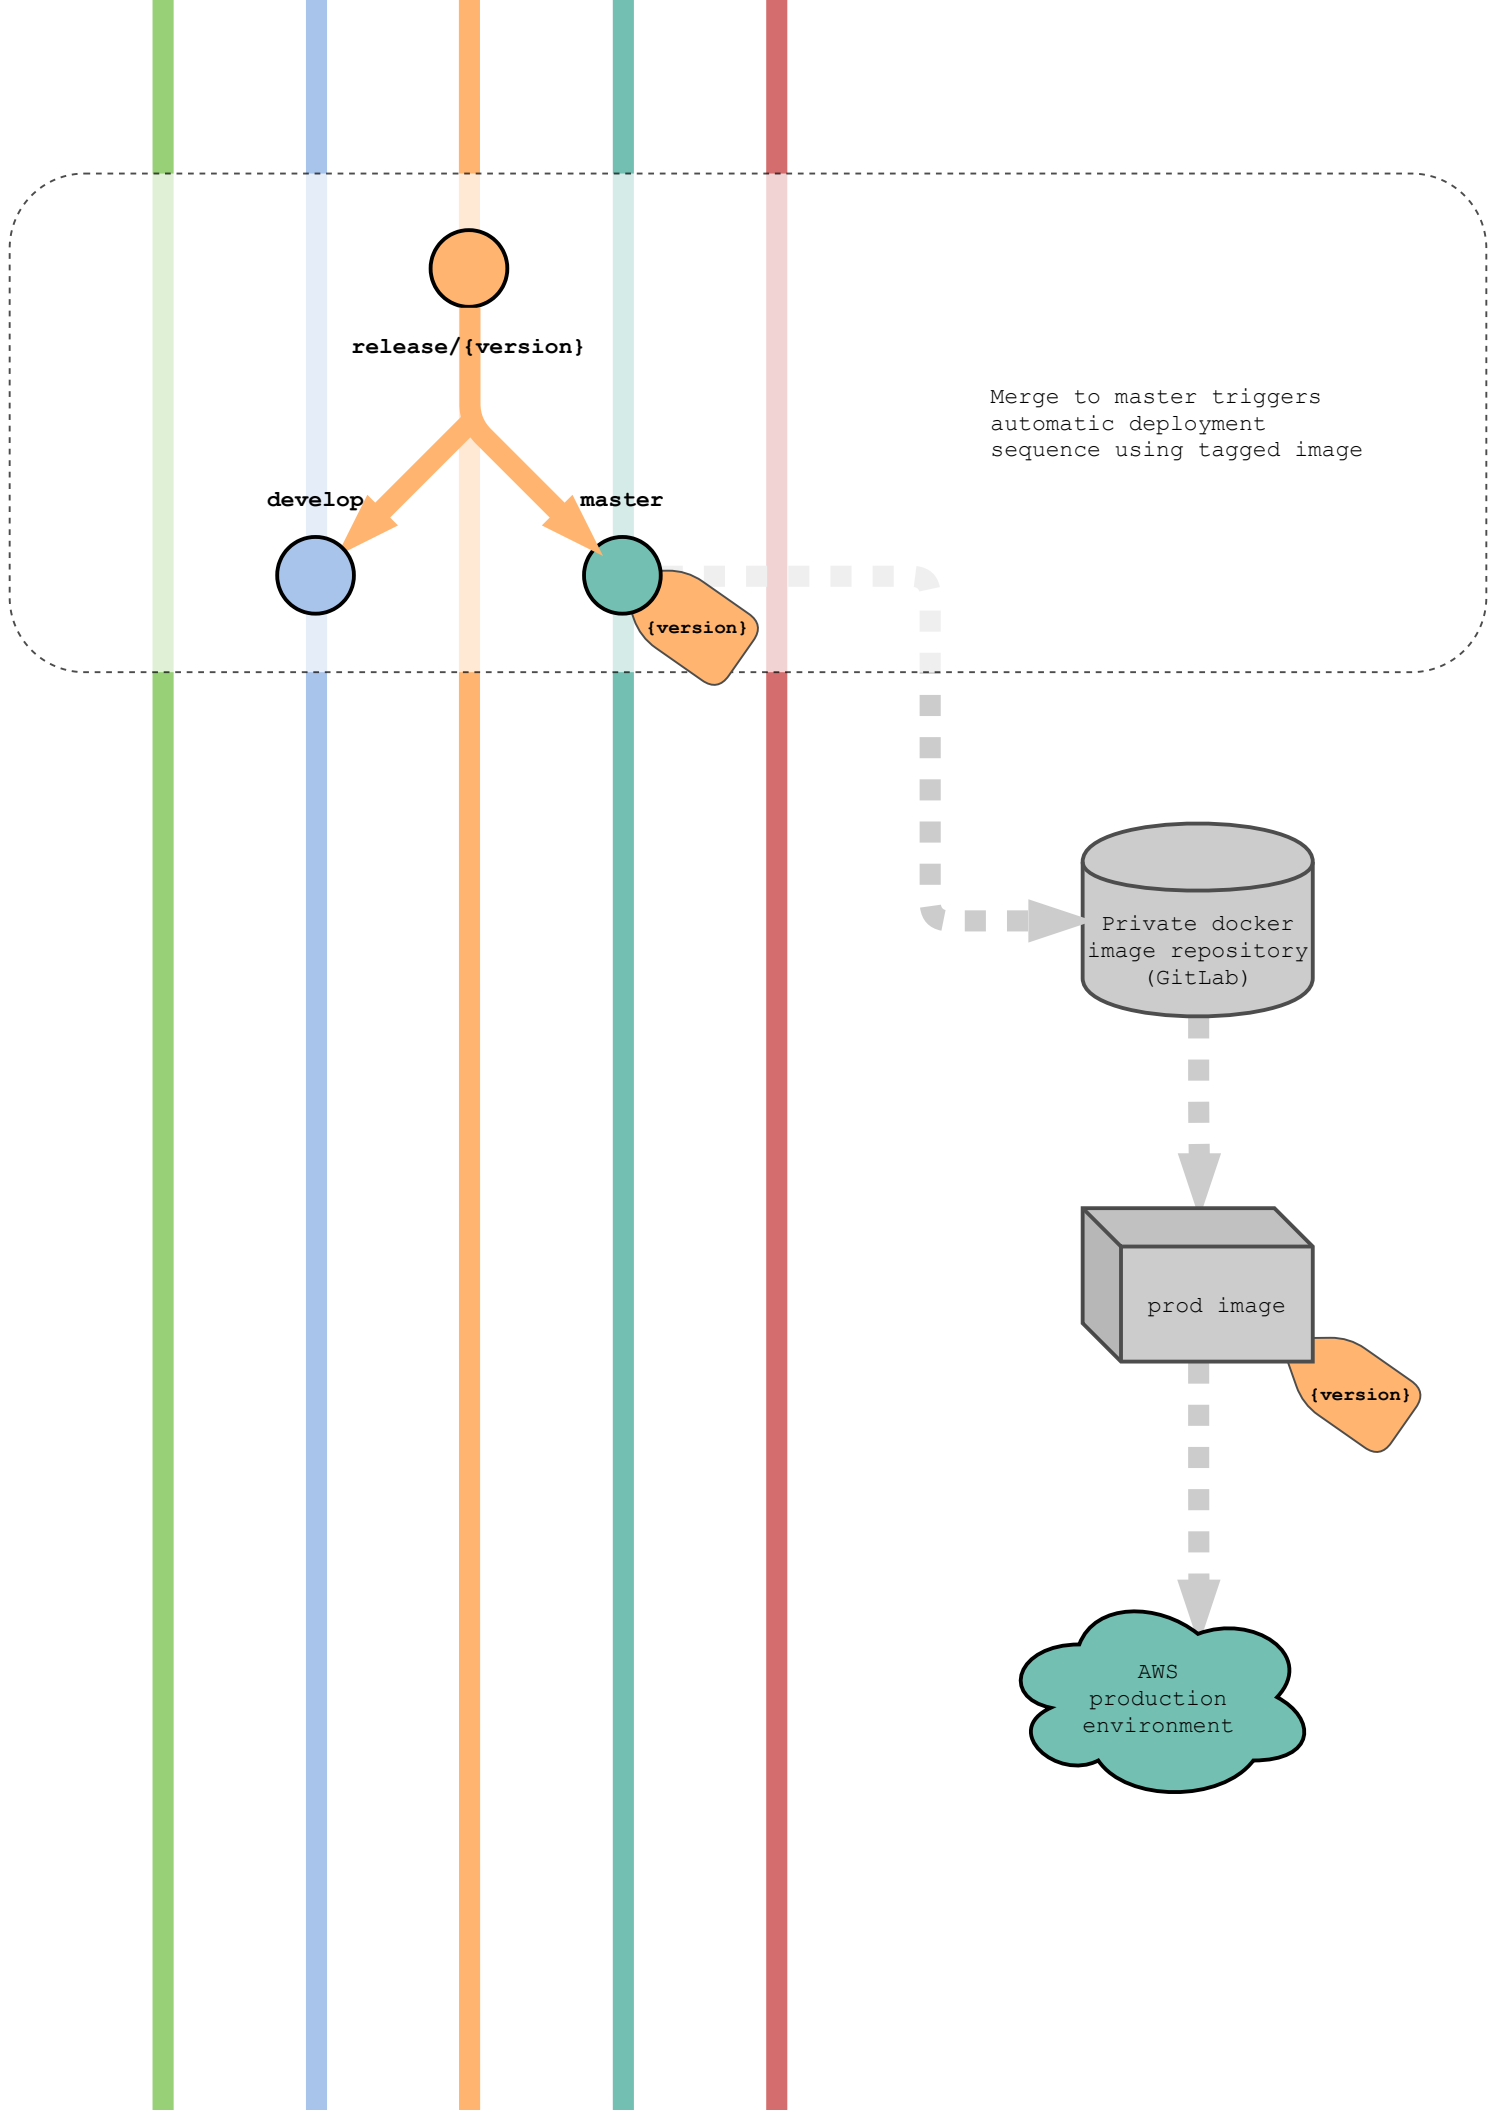 release/{version}
Merge to master triggers
automatic deployment
sequence using tagged image
develop
master
{version}
Private docker
image repository
(GitLab)
prod image
{version}
AWS
production
environment